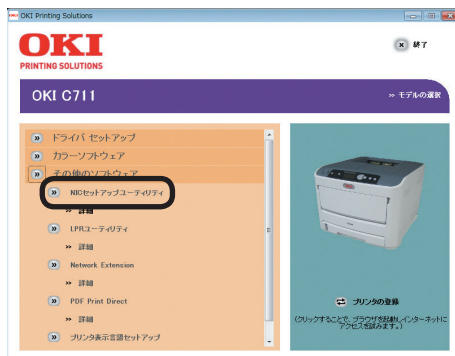 OKI Printing Solutions
OKI
PRINTING SOLUTIONS
終了
OKI C711
モデルの選択
ドライバ セットアップ
カラーソフトウェア
その他のソフトウェア
NICセットアップユーティリティ
詳細
LPRユーティリティ
詳細
Network Extension
詳細
PDF Print Direct
詳細
プリンタ表示言語セットアップ
プリンタの登録
(クリックすることで、ブラウザを起動しインターネットに
アクセスを試みます。)